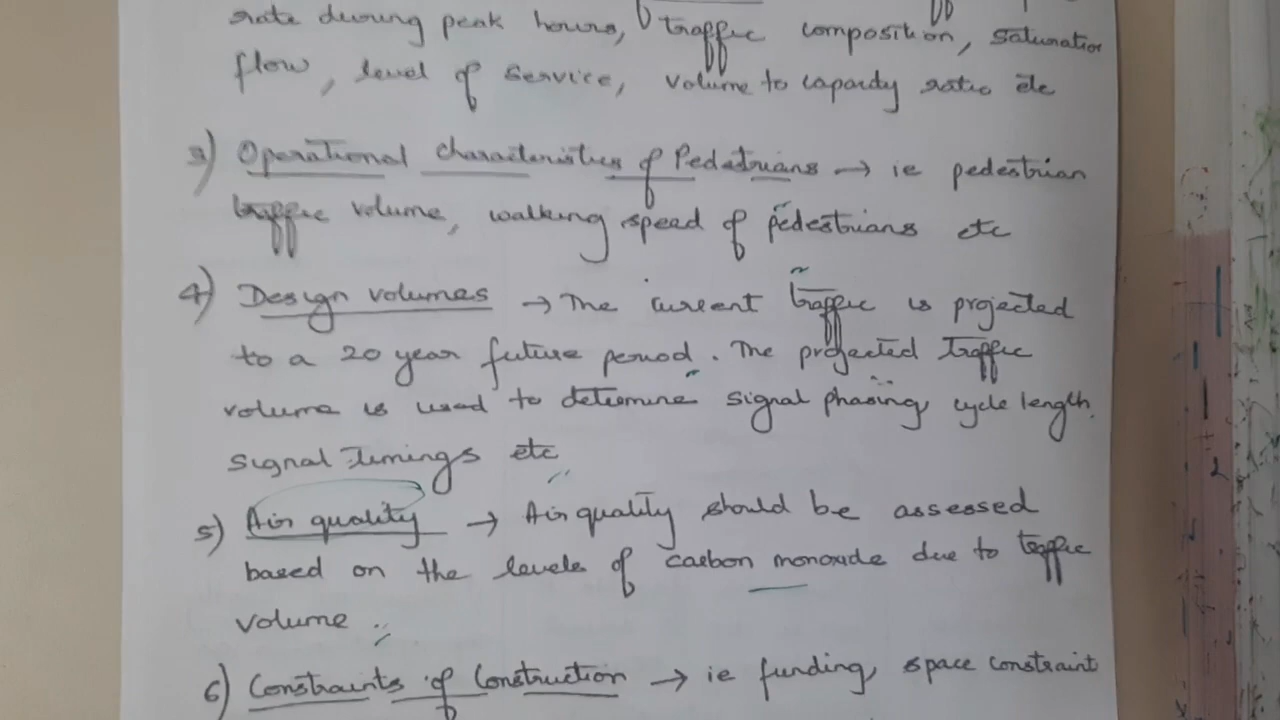 rate during peak hours, traffic composition, saturation
flow, level of service, volume to capacity ratio etc
3) Operational characteristics of Pedestrians → ie pedestrian
traffic volume, walking speed of pedestrians etc
4) Design volumes → The current traffic is projected
to a 20 year future period. The projected traffic
volume is used to determine signal phasing, cycle length,
signal timings etc
5) Air quality → Air quality should be assessed
based on the levels of carbon monoxide due to traffic
volume.
6) Constraints of Construction → ie funding, space constraint